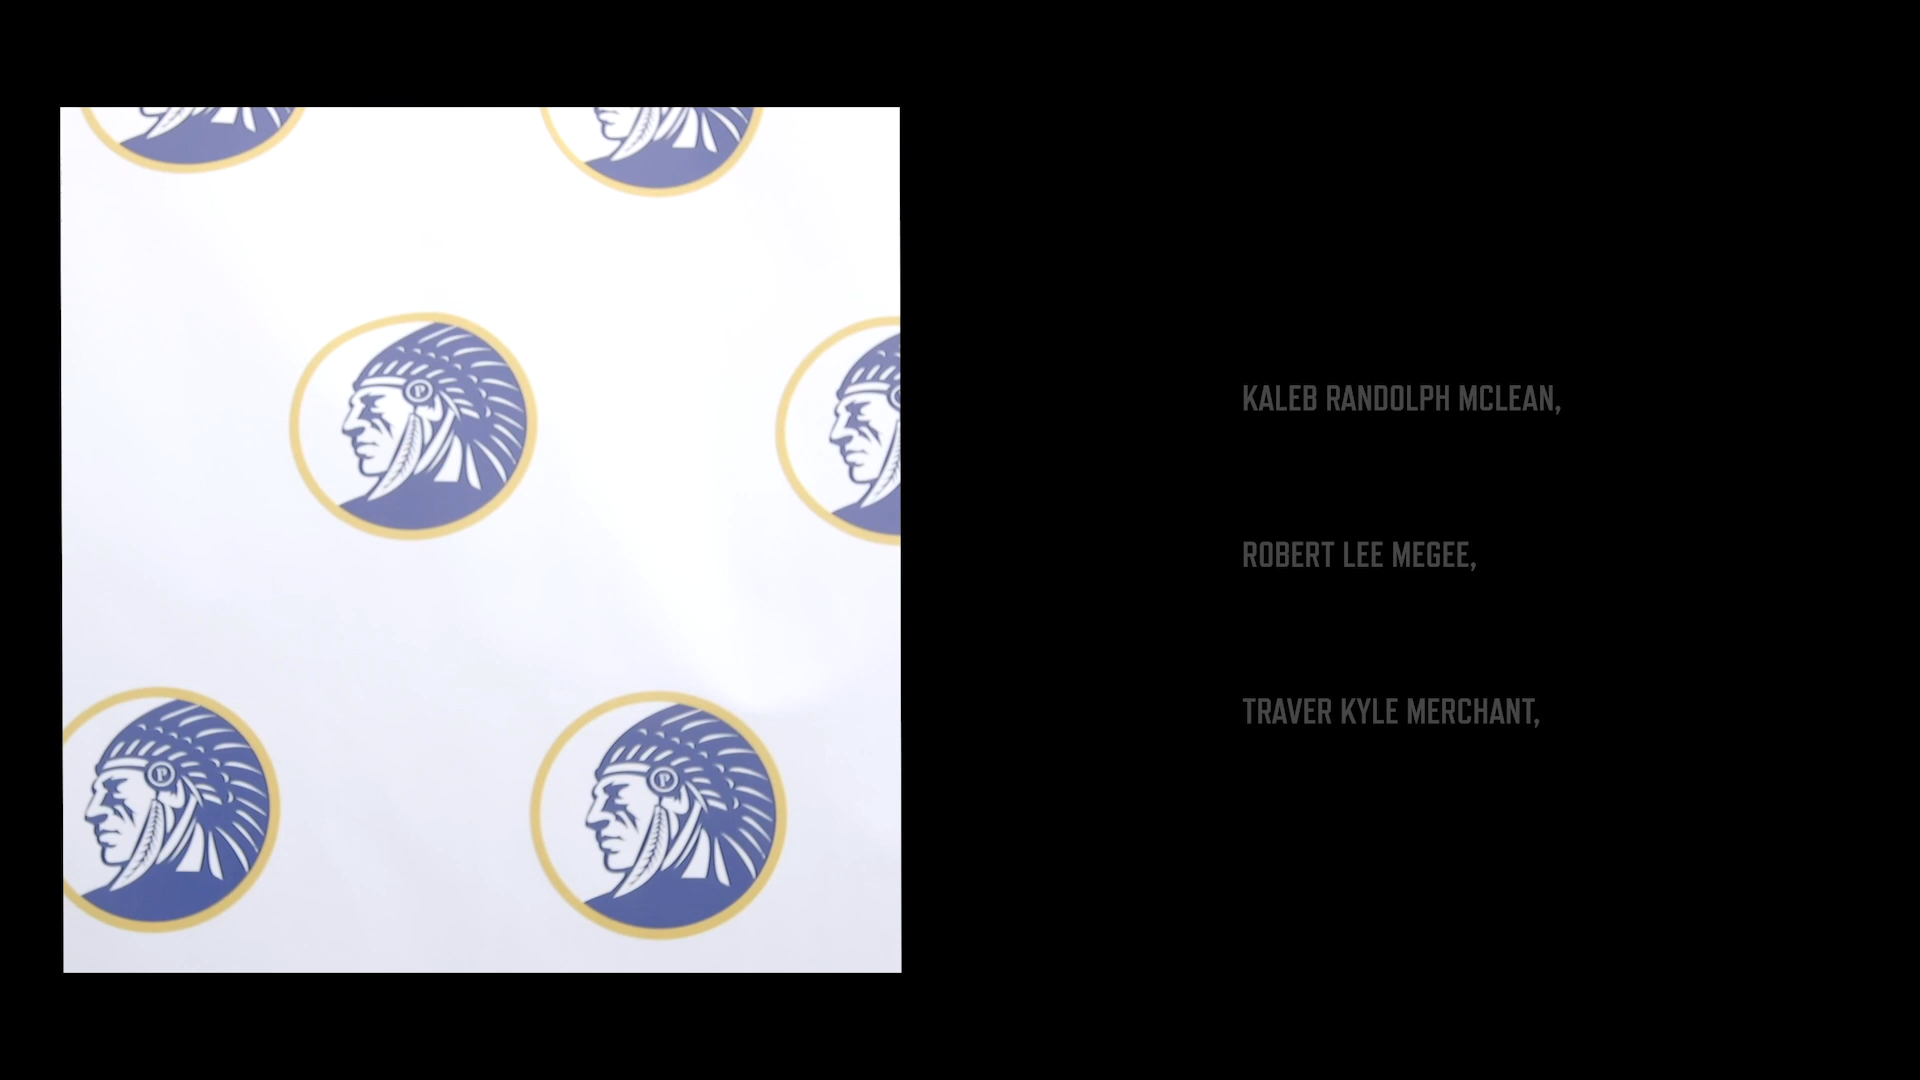 P
P
P
KALEB RANDOLPH MCLEAN,
ROBERT LEE MEGEE,
TRAVER KYLE MERCHANT,